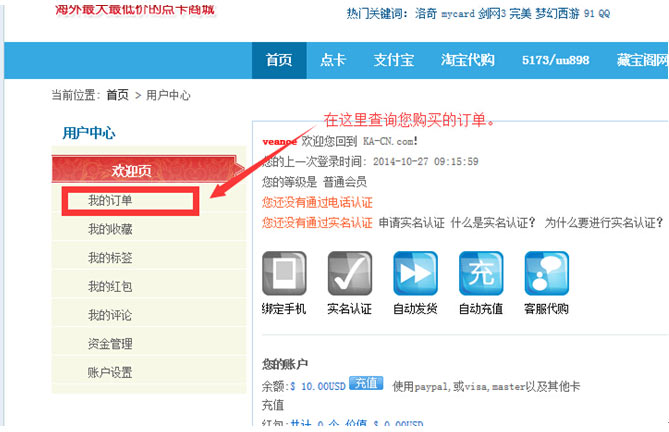 海外最大最低价的点卡商城
热门关键词: 洛奇 mycard 剑网3 完美 梦幻西游 91 QQ
首页 点卡 支付宝 淘宝代购 5173/uu898 藏宝阁网
当前位置: 首页 > 用户中心
在这里查询您购买的订单。
用户中心
欢迎页
我的订单
我的收藏
我的标签
我的红包
我的评论
资金管理
账户设置
veance 欢迎您回到 KA-CN.com!
您的上一次登录时间: 2014-10-27 09:15:59
您的等级是 普通会员
您还没有通过电话认证
您还没有通过实名认证 申请实名认证 什么是实名认证? 为什么要进行实名认证?
充
绑定手机 实名认证 自动发货 自动充值 客服代购
您的账户
余额:$ 10.00USD 充值 使用paypal,或visa,master以及其他卡
充值
红包:共计 0 个,价值 $ 0.00USD